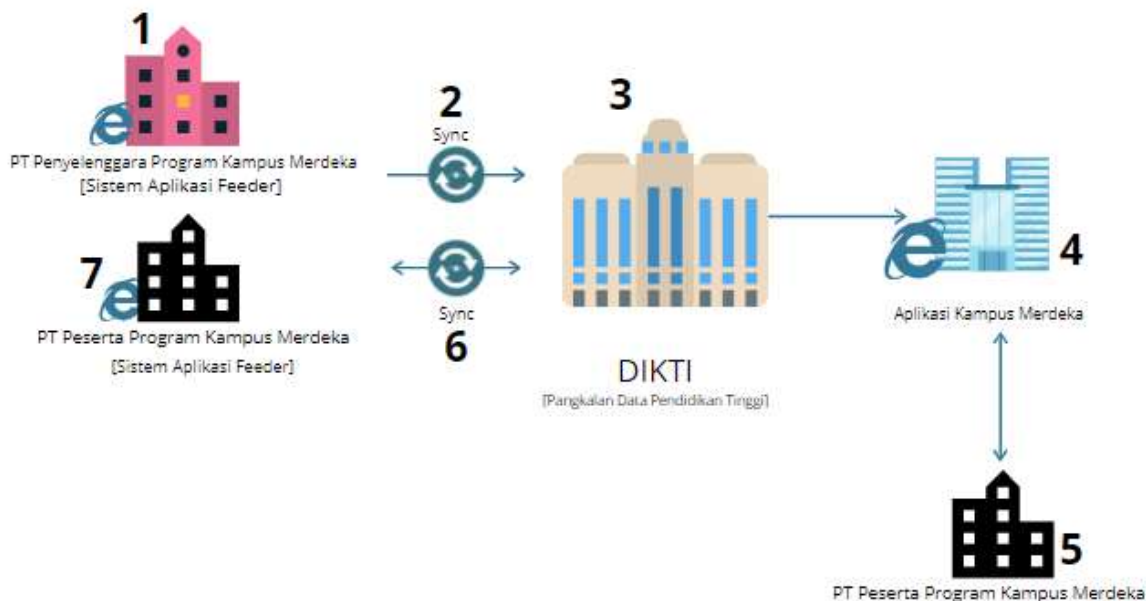 1
PT Penyelenggara Program Kampus Merdeka
[Sistem Aplikasi Feeder]
2
Sync
3
DIKTI
[Pangkalan Data Pendidikan Tinggi]
4
Aplikasi Kampus Merdeka
5
PT Peserta Program Kampus Merdeka
Sync
6
7
PT Peserta Program Kampus Merdeka
[Sistem Aplikasi Feeder]